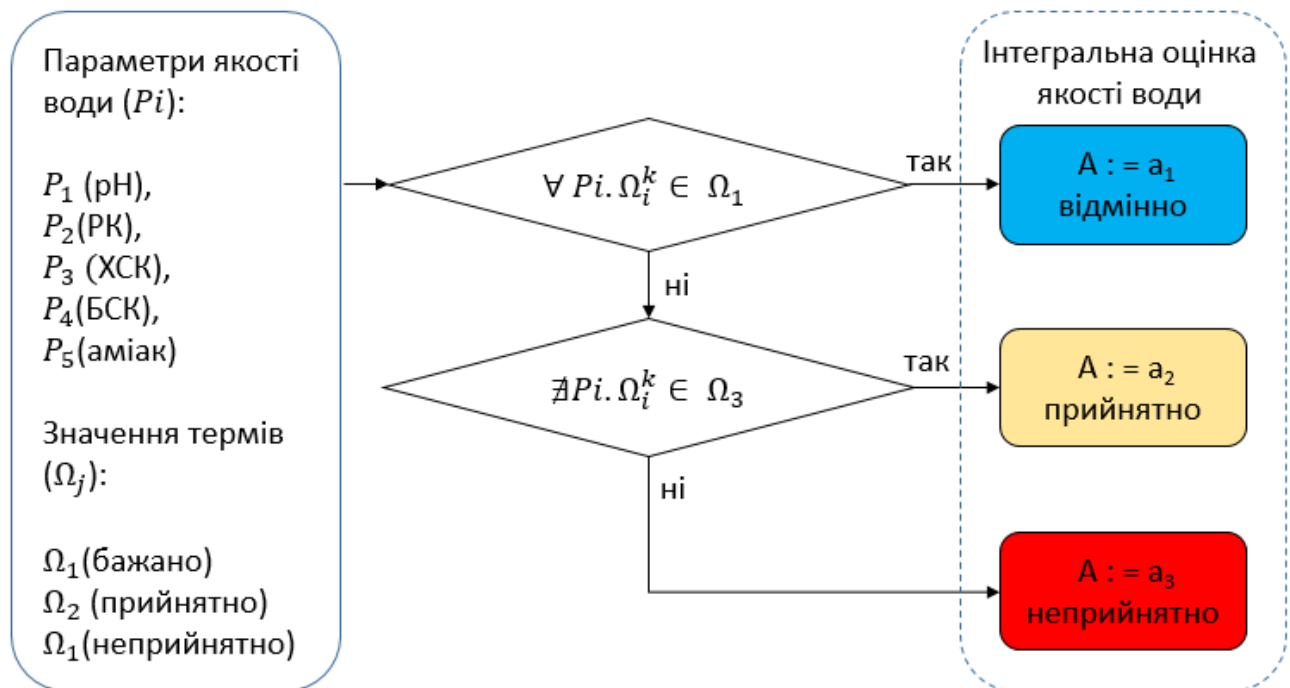 Параметри якості
води (𝑃𝑖):
𝑃₁ (рН),
𝑃₂(РК),
𝑃₃ (ХСК),
𝑃₄(БСК),
𝑃₅(аміак)
Значення термів
(Ωⱼ):
Ω₁(бажано)
Ω₂ (прийнятно)
Ω₁(неприйнятно)
∀ 𝑃𝑖. Ωᵢᵏ ∈ Ω₁
так
ні
∄𝑃𝑖. Ωᵢᵏ ∈ Ω₃
так
ні
Інтегральна оцінка
якості води
А : = a₁
відмінно
А : = a₂
прийнятно
А : = a₃
неприйнятно